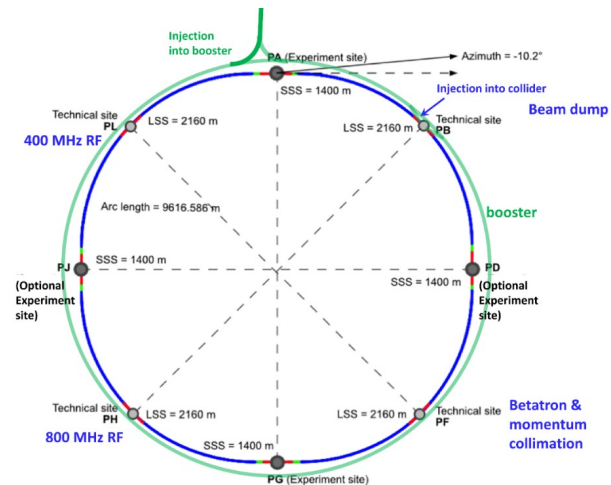 Injection
into booster
PA (Experiment site)
Azimuth = -10.2°
SSS = 1400 m
Injection into collider
Beam dump
Technical site
PL
LSS = 2160 m
400 MHz RF
LSS = 2160 m
Technical site
PB
Arc length = 9616.586 m
booster
PJ
SSS = 1400 m
(Optional
Experiment
site)
PD
SSS = 1400 m
(Optional
Experiment
site)
Technical site
PH
LSS = 2160 m
800 MHz RF
LSS = 2160 m
Technical site
PF
Betatron &
momentum
collimation
SSS = 1400 m
PG (Experiment site)